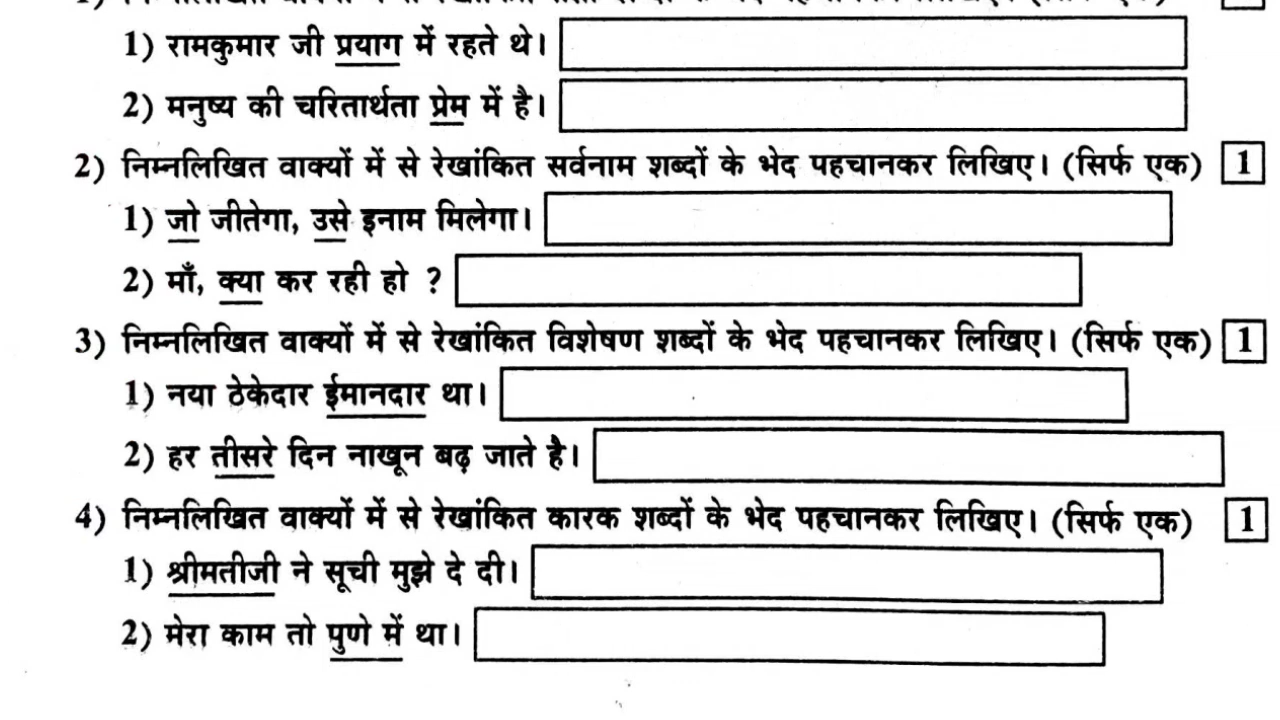 1) रामकुमार जी प्रयाग में रहते थे।
2) मनुष्य की चरितार्थता प्रेम में है।
2) निम्नलिखित वाक्यों में से रेखांकित सर्वनाम शब्दों के भेद पहचानकर लिखिए। (सिर्फ एक) 1
1) जो जीतेगा, उसे इनाम मिलेगा।
2) माँ, क्या कर रही हो ?
3) निम्नलिखित वाक्यों में से रेखांकित विशेषण शब्दों के भेद पहचानकर लिखिए। (सिर्फ एक) 1
1) नया ठेकेदार ईमानदार था।
2) हर तीसरे दिन नाखून बढ़ जाते है।
4) निम्नलिखित वाक्यों में से रेखांकित कारक शब्दों के भेद पहचानकर लिखिए। (सिर्फ एक) 1
1) श्रीमतीजी ने सूची मुझे दे दी।
2) मेरा काम तो पुणे में था।